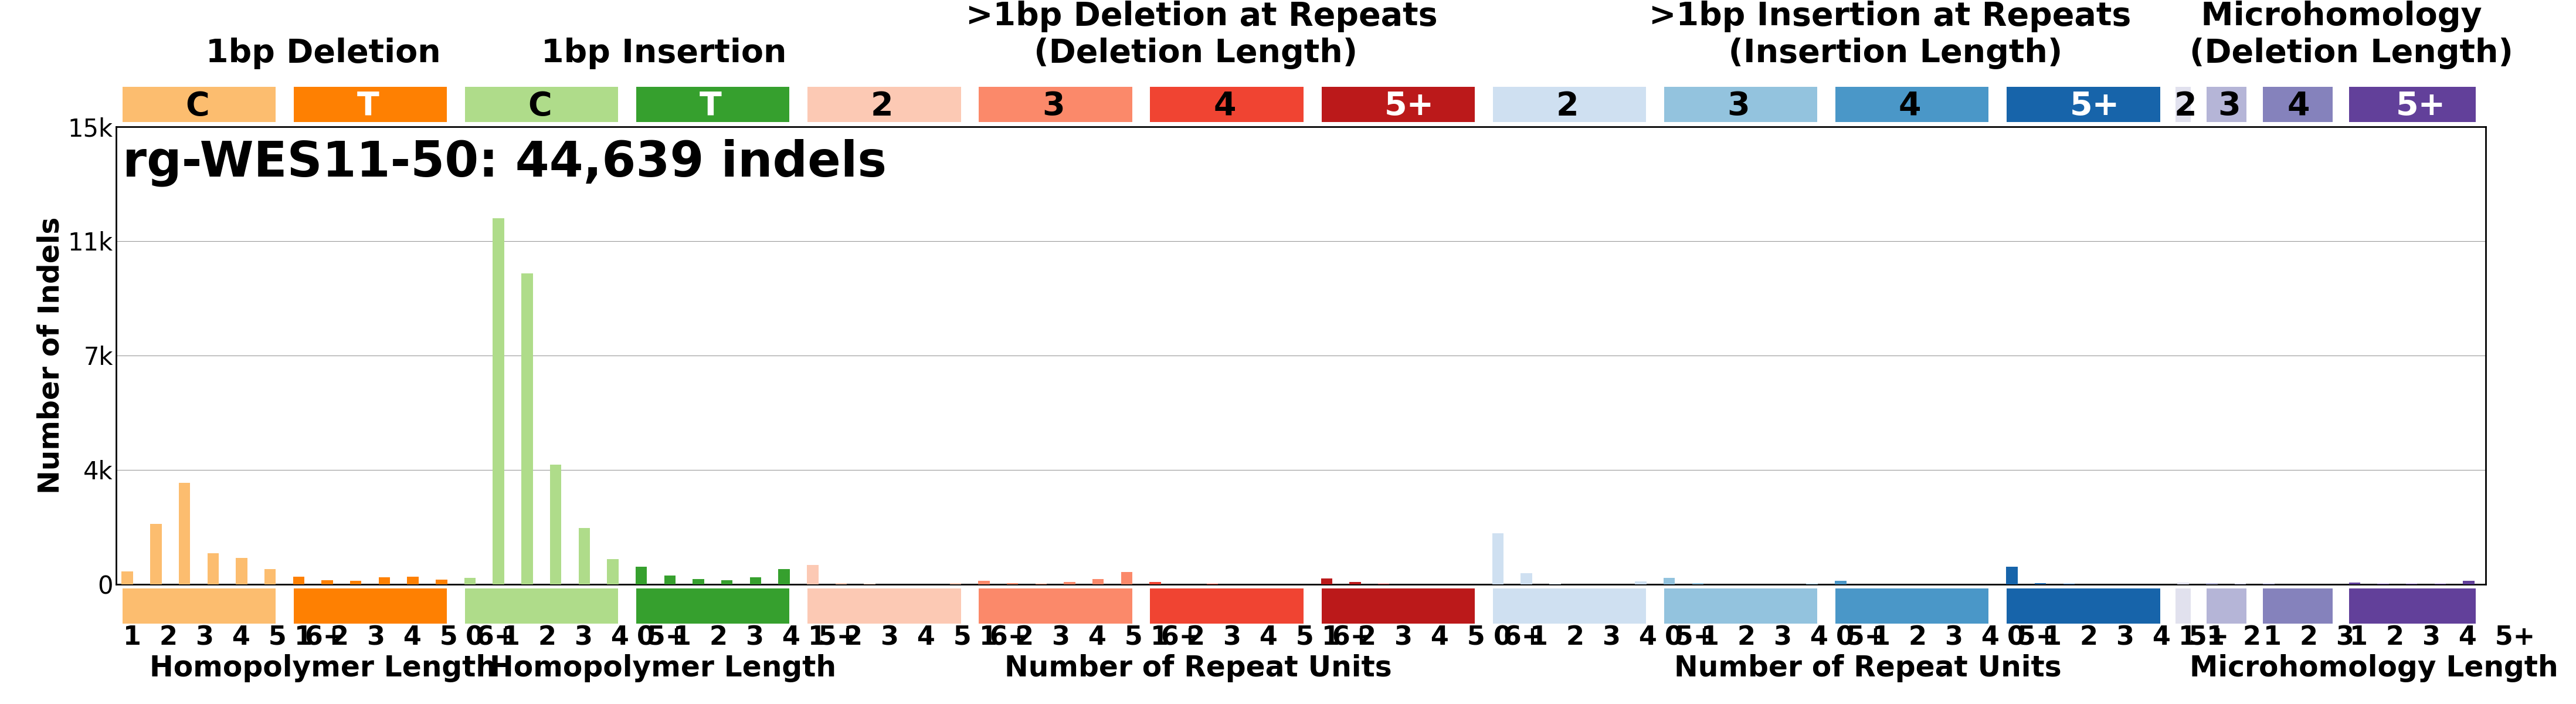 >1bp Deletion at Repeats >1bp Insertion at Repeats Microhomology
1bp Deletion 1bp Insertion (Deletion Length) (Insertion Length) (Deletion Length)
C T C T 2 3 4 5+ 2 3 4 5+ 2 3 4 5+
15k
rg-WES11-50: 44,639 indels
11k
7k
4k
0
Number of Indels
1 2 3 4 5 6+ 1 2 3 4 5 6+ 0 1 2 3 4 5+ 0 1 2 3 4 5+ 1 2 3 4 5 6+ 1 2 3 4 5 6+ 1 2 3 4 5 6+ 1 2 3 4 5 6+ 0 1 2 3 4 5+ 0 1 2 3 4 5+ 0 1 2 3 4 5+ 0 1 2 3 4 5+ 1 1 2 1 2 3 1 2 3 4 5+
Homopolymer Length Homopolymer Length Number of Repeat Units Number of Repeat Units Microhomology Length